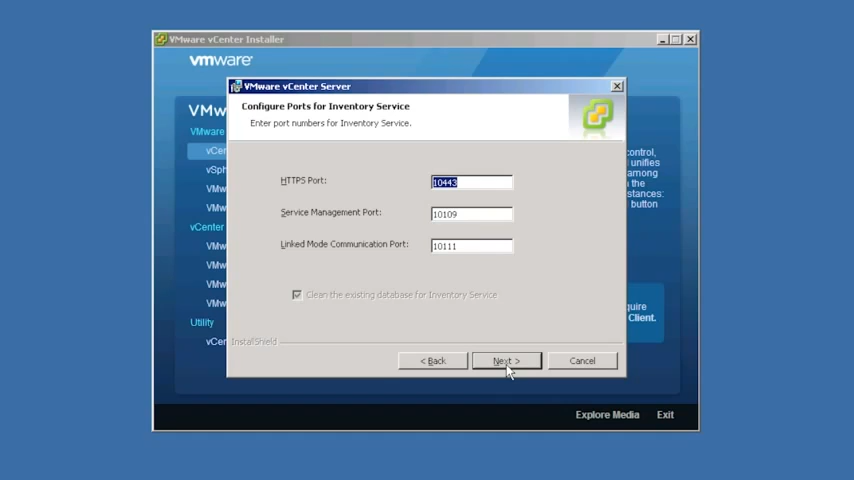 VMware vCenter Installer
vmware
VMware vCenter Server
Configure Ports for Inventory Service
Enter port numbers for Inventory Service.
VMw
VMware
vCer
vSph
VMw
VMw
vCenter
VMw
VMw
VMw
VMw
Utility
vCer
HTTPS Port:
10443
Service Management Port:
10109
Linked Mode Communication Port:
10111
Clean the existing database for Inventory Service
InstallShield
< Back
Next >
Cancel
control,
unifies
among
the
stances:
button
quire
Client.
Explore Media
Exit